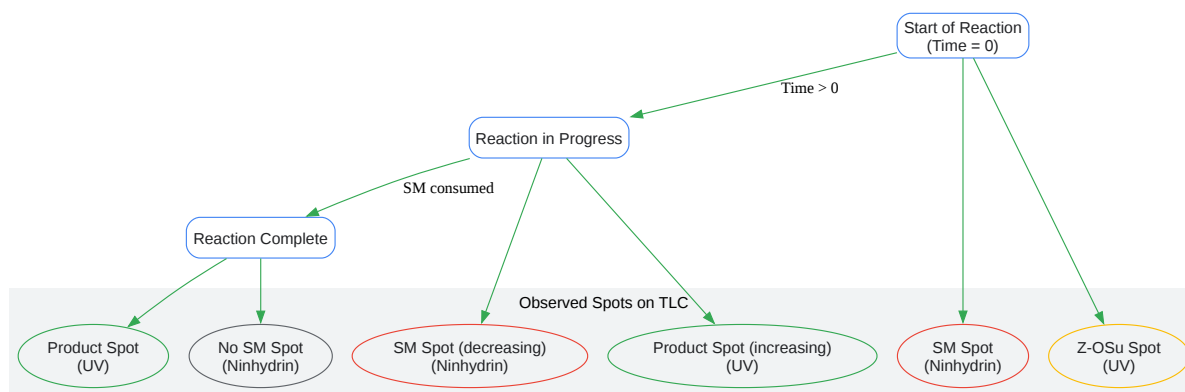 Start of Reaction
(Time = 0)
Time > 0
Reaction in Progress
SM consumed
Reaction Complete
Observed Spots on TLC
Product Spot
(UV)
No SM Spot
(Ninhydrin)
SM Spot (decreasing)
(Ninhydrin)
Product Spot (increasing)
(UV)
SM Spot
(Ninhydrin)
Z-OSu Spot
(UV)